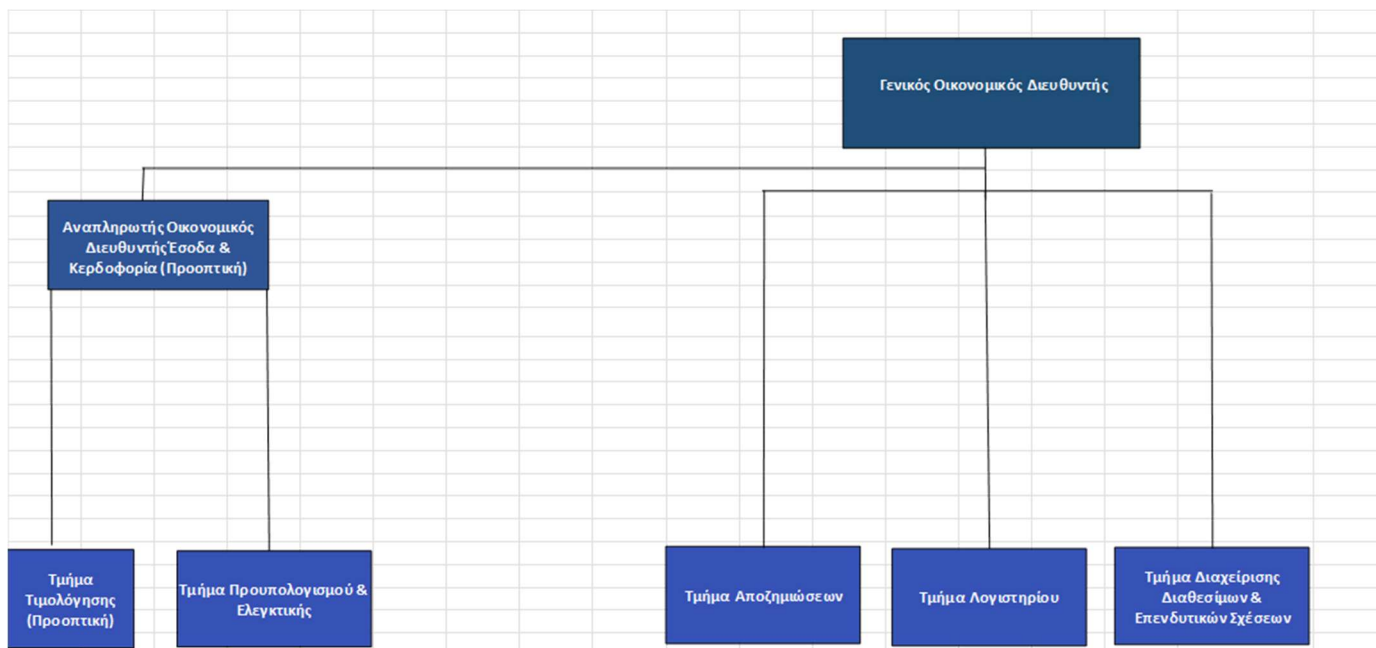 Γενικός Οικονομικός Διευθυντής
Αναπληρωτής Οικονομικός
Διευθυντής Έσοδα &
Κερδοφορία (Προοπτική)
Τμήμα
Τιμολόγησης
(Προοπτική)
Τμήμα Προυπολογισμού &
Ελεγκτικής
Τμήμα Αποζημιώσεων
Τμήμα Λογιστηρίου
Τμήμα Διαχείρισης
Διαθεσίμων &
Επενδυτικών Σχέσεων